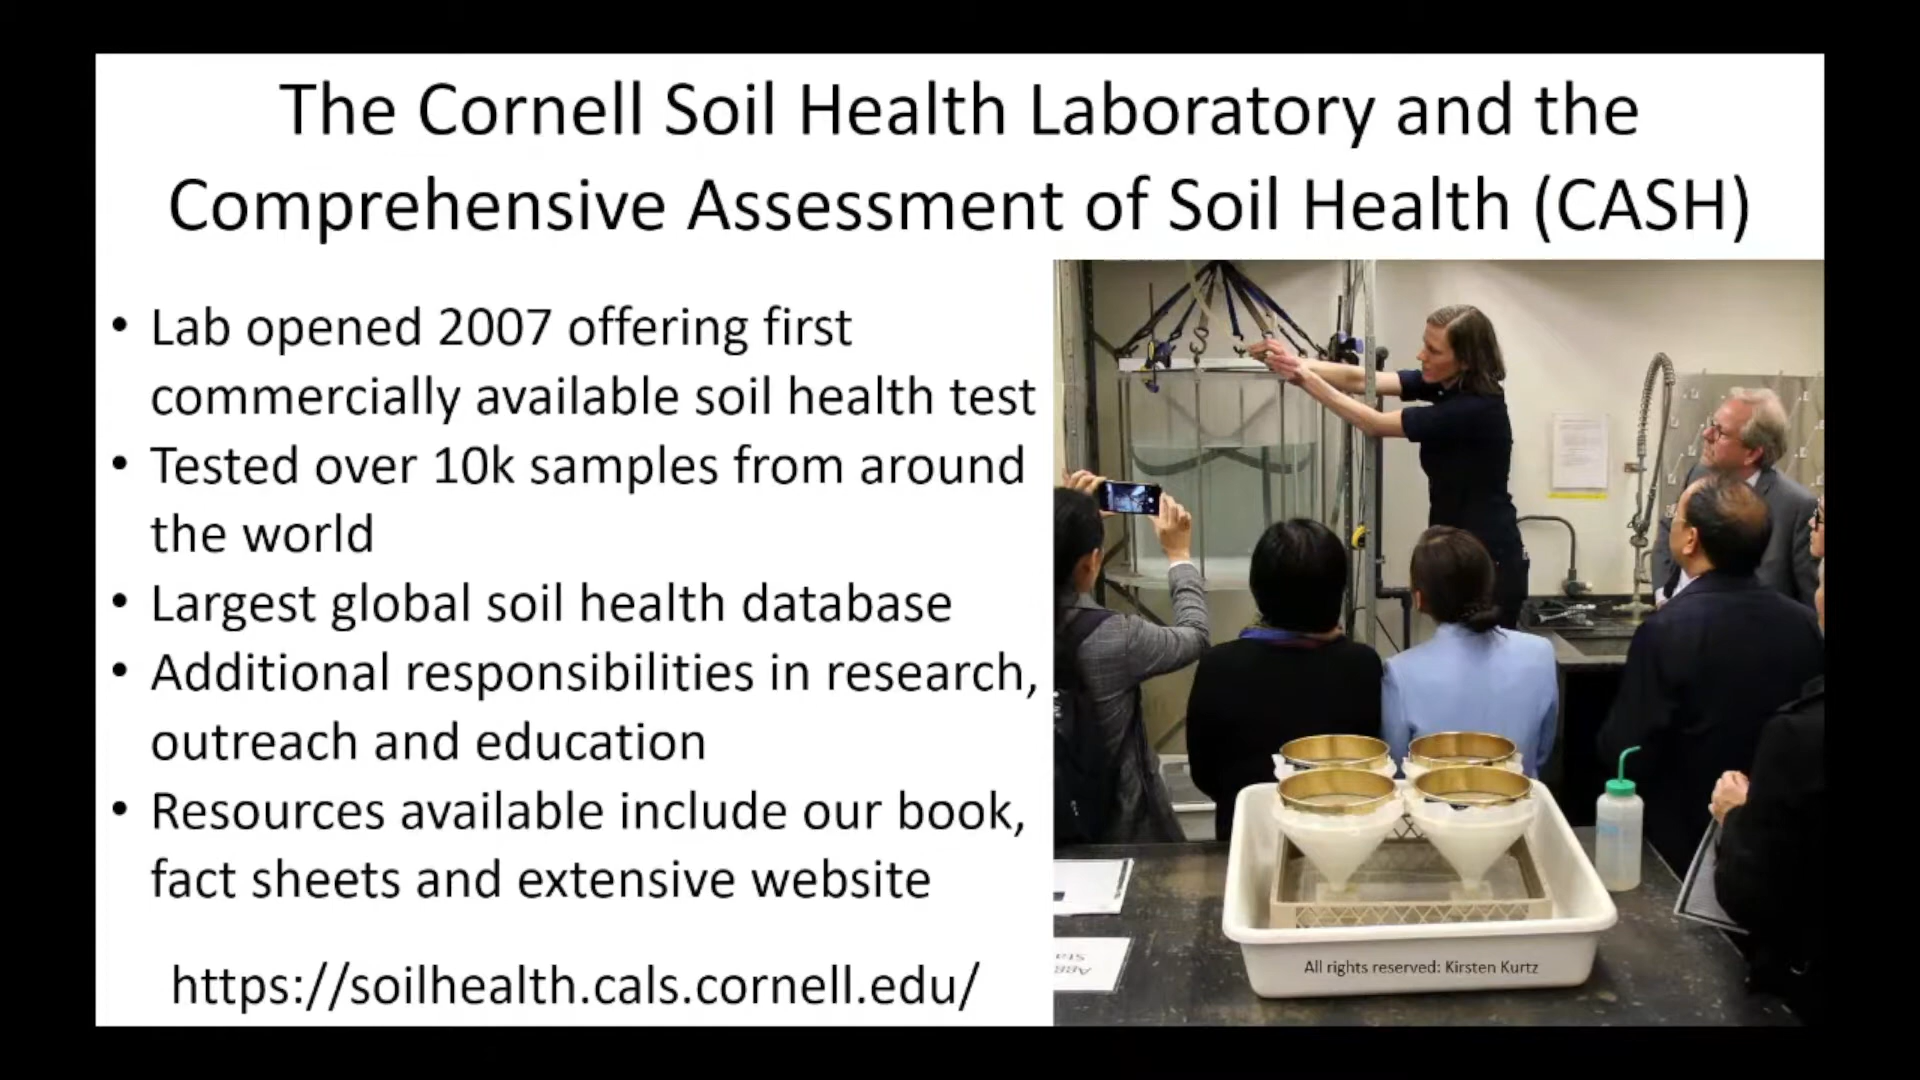 The Cornell Soil Health Laboratory and the
Comprehensive Assessment of Soil Health (CASH)
• Lab opened 2007 offering first
commercially available soil health test
• Tested over 10k samples from around
the world
• Largest global soil health database
• Additional responsibilities in research,
outreach and education
• Resources available include our book,
fact sheets and extensive website
https://soilhealth.cals.cornell.edu/
All rights reserved: Kirsten Kurtz